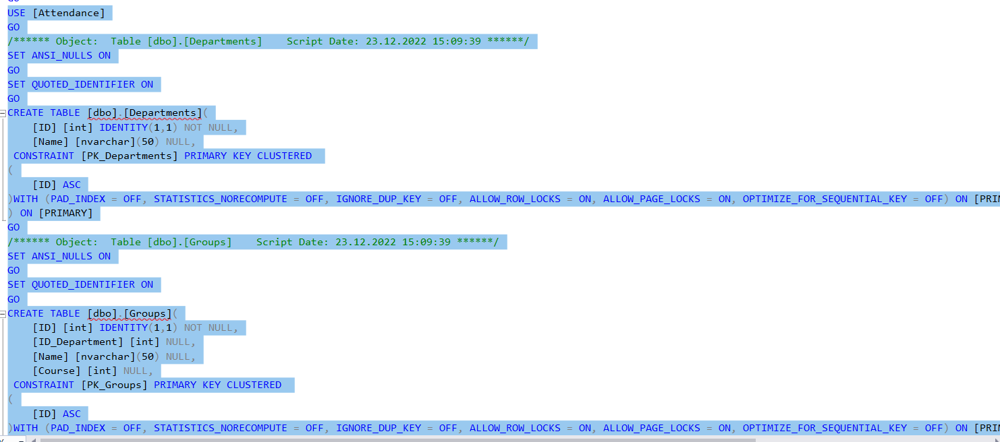 USE [Attendance]
GO
/****** Object:  Table [dbo].[Departments]    Script Date: 23.12.2022 15:09:39 ******/
SET ANSI_NULLS ON
GO
SET QUOTED_IDENTIFIER ON
GO
CREATE TABLE [dbo].[Departments](
    [ID] [int] IDENTITY(1,1) NOT NULL,
    [Name] [nvarchar](50) NULL,
 CONSTRAINT [PK_Departments] PRIMARY KEY CLUSTERED
(
    [ID] ASC
)WITH (PAD_INDEX = OFF, STATISTICS_NORECOMPUTE = OFF, IGNORE_DUP_KEY = OFF, ALLOW_ROW_LOCKS = ON, ALLOW_PAGE_LOCKS = ON, OPTIMIZE_FOR_SEQUENTIAL_KEY = OFF) ON [PRI
) ON [PRIMARY]
GO
/****** Object:  Table [dbo].[Groups]    Script Date: 23.12.2022 15:09:39 ******/
SET ANSI_NULLS ON
GO
SET QUOTED_IDENTIFIER ON
GO
CREATE TABLE [dbo].[Groups](
    [ID] [int] IDENTITY(1,1) NOT NULL,
    [ID_Department] [int] NULL,
    [Name] [nvarchar](50) NULL,
    [Course] [int] NULL,
 CONSTRAINT [PK_Groups] PRIMARY KEY CLUSTERED
(
    [ID] ASC
)WITH (PAD_INDEX = OFF, STATISTICS_NORECOMPUTE = OFF, IGNORE_DUP_KEY = OFF, ALLOW_ROW_LOCKS = ON, ALLOW_PAGE_LOCKS = ON, OPTIMIZE_FOR_SEQUENTIAL_KEY = OFF) ON [PRI